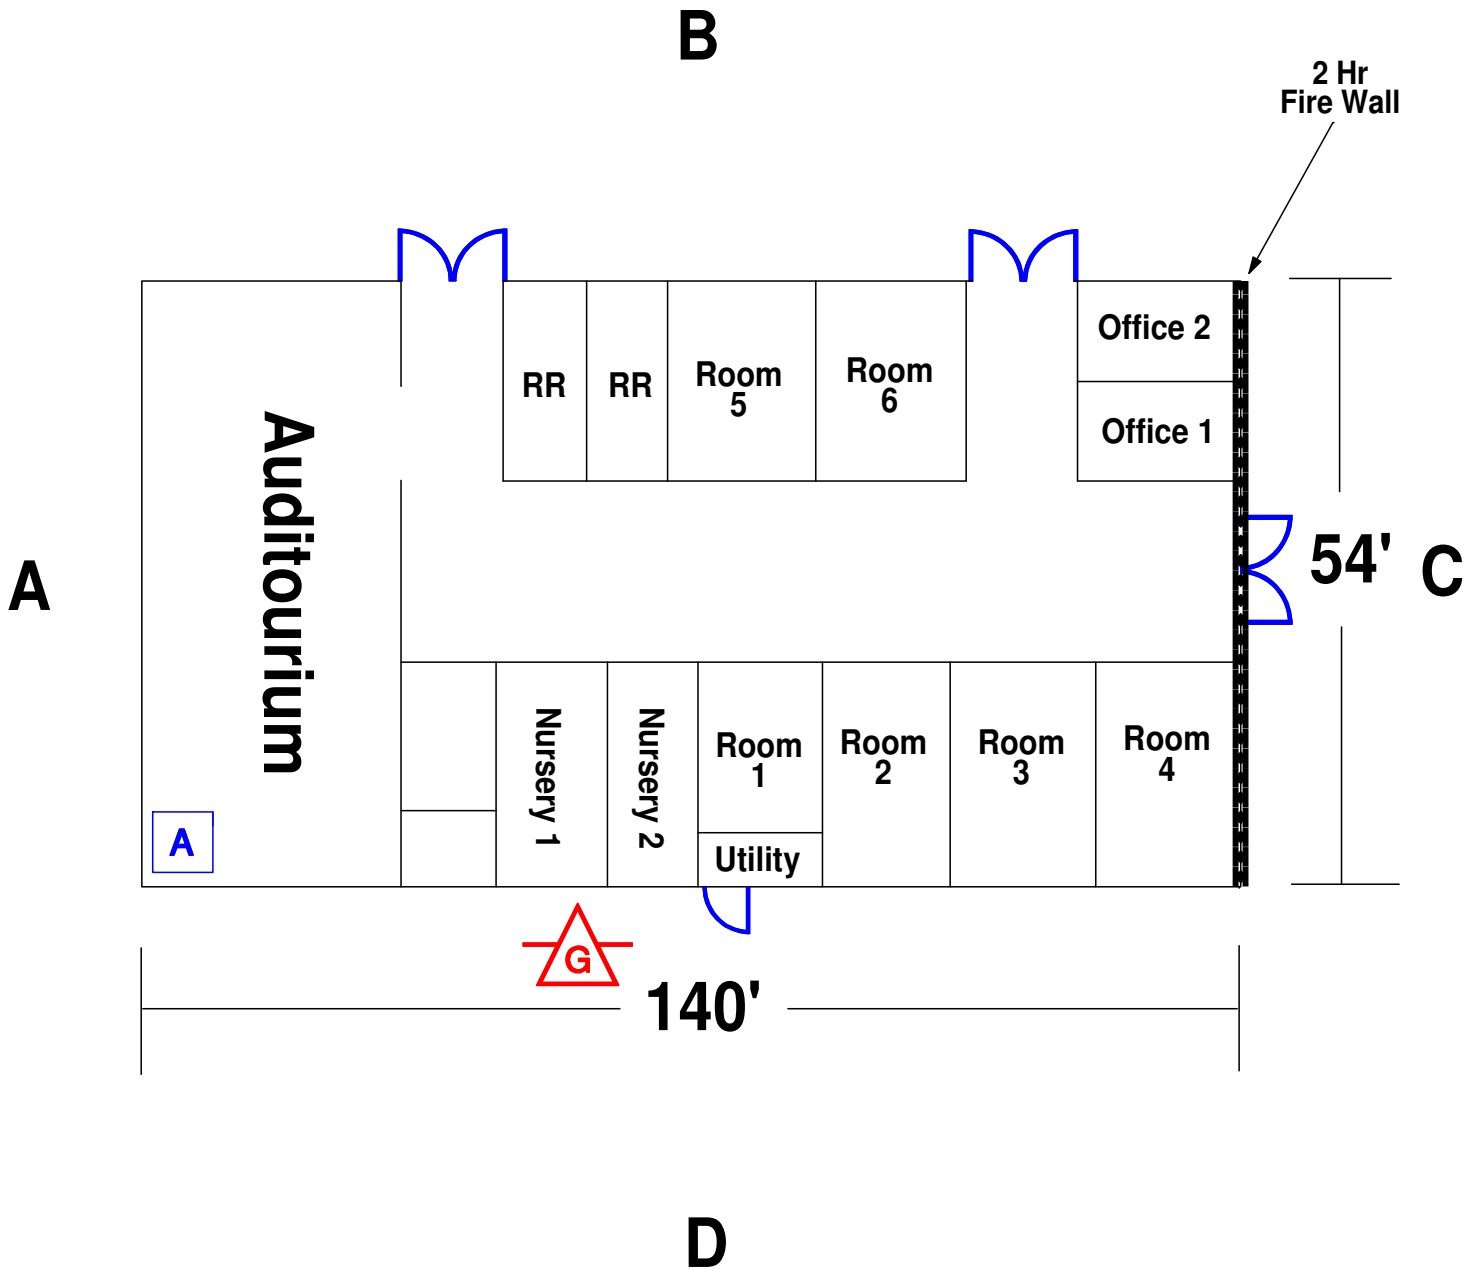 B
2 Hr
Fire Wall
Office 2
RR
RR
Room
5
Room
6
Office 1
Auditourium
A
54'
C
Nursery 1
Nursery 2
Room
1
Room
2
Room
3
Room
4
A
Utility
G
140'
D